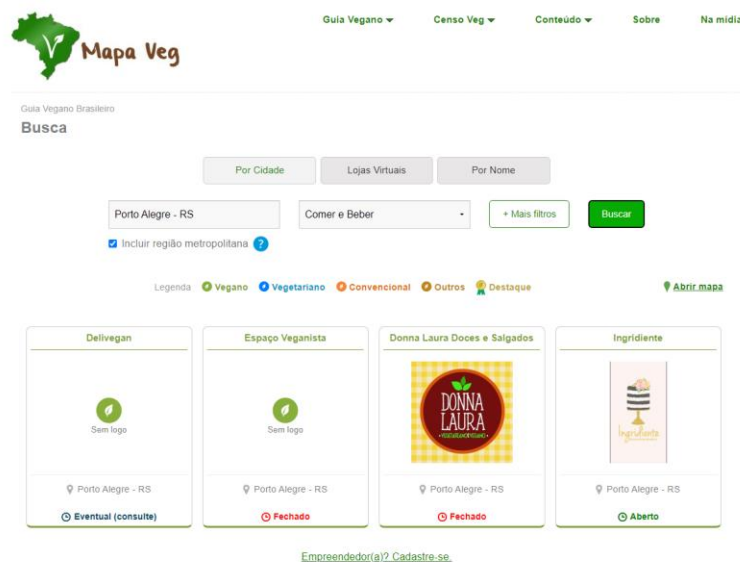 Mapa Veg
Guia Vegano Censo Veg Conteúdo Sobre Na mídia
Guia Vegano Brasileiro
Busca
Por Cidade Lojas Virtuais Por Nome
Porto Alegre - RS Comer e Beber + Mais filtros Buscar
Incluir região metropolitana ?
Legenda Vegano Vegetariano Convencional Outros Destaque Abrir mapa
Delivegan Espaço Veganista Donna Laura Doces e Salgados Ingridiente
DONNA
LAURA
Sem logo Sem logo Ingridiente
Porto Alegre - RS Porto Alegre - RS Porto Alegre - RS Porto Alegre - RS
Eventual (consulte) Fechado Fechado Aberto
Empreendedor(a)? Cadastre-se.